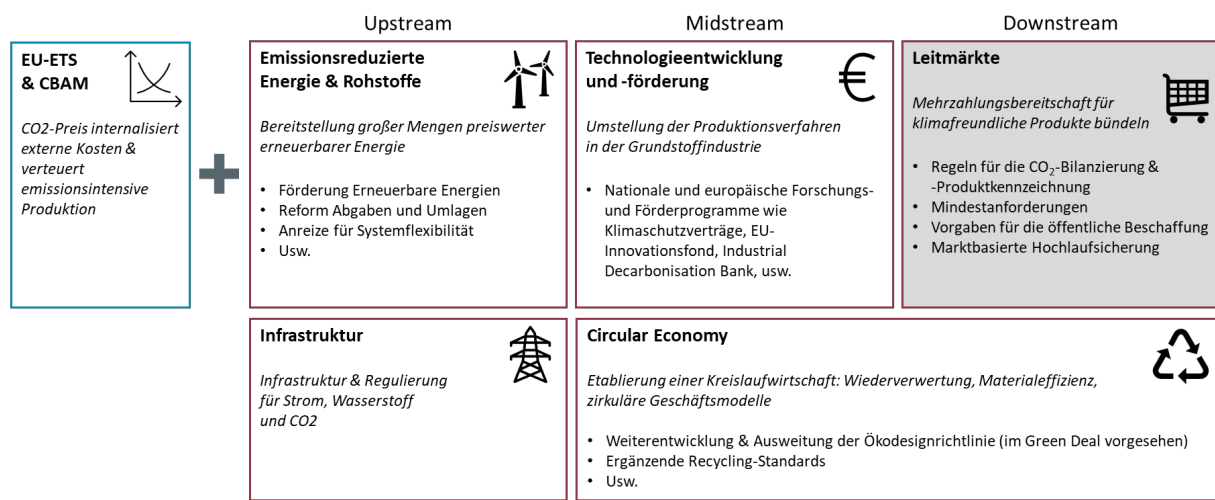 Upstream
Midstream
Downstream
EU-ETS
& CBAM
CO2-Preis internalisiert
externe Kosten &
verteuert
emissionsintensive
Produktion
Emissionsreduzierte
Energie & Rohstoffe
Bereitstellung großer Mengen preiswerter
erneuerbarer Energie
• Förderung Erneuerbare Energien
• Reform Abgaben und Umlagen
• Anreize für Systemflexibilität
• Usw.
Technologieentwicklung
und -förderung
€
Umstellung der Produktionsverfahren
in der Grundstoffindustrie
• Nationale und europäische Forschungs-
und Förderprogramme wie
Klimaschutzverträge, EU-
Innovationsfond, Industrial
Decarbonisation Bank, usw.
Leitmärkte
Mehrzahlungsbereitschaft für
klimafreundliche Produkte bündeln
• Regeln für die CO₂-Bilanzierung &
-Produktkennzeichnung
• Mindestanforderungen
• Vorgaben für die öffentliche Beschaffung
• Marktbasierte Hochlaufsicherung
Infrastruktur
Infrastruktur & Regulierung
für Strom, Wasserstoff
und CO2
Circular Economy
Etablierung einer Kreislaufwirtschaft: Wiederverwertung, Materialeffizienz,
zirkuläre Geschäftsmodelle
• Weiterentwicklung & Ausweitung der Ökodesignrichtlinie (im Green Deal vorgesehen)
• Ergänzende Recycling-Standards
• Usw.